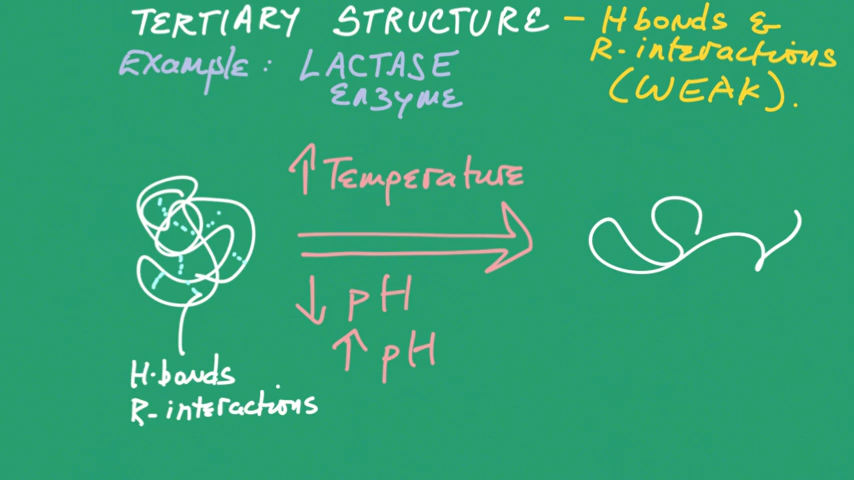 TERTIARY STRUCTURE - H bonds &
R-interactions
(WEAK).
Example: LACTASE
ENZYME
↑ Temperature
↓ pH
↑ pH
H-bonds
R-interactions